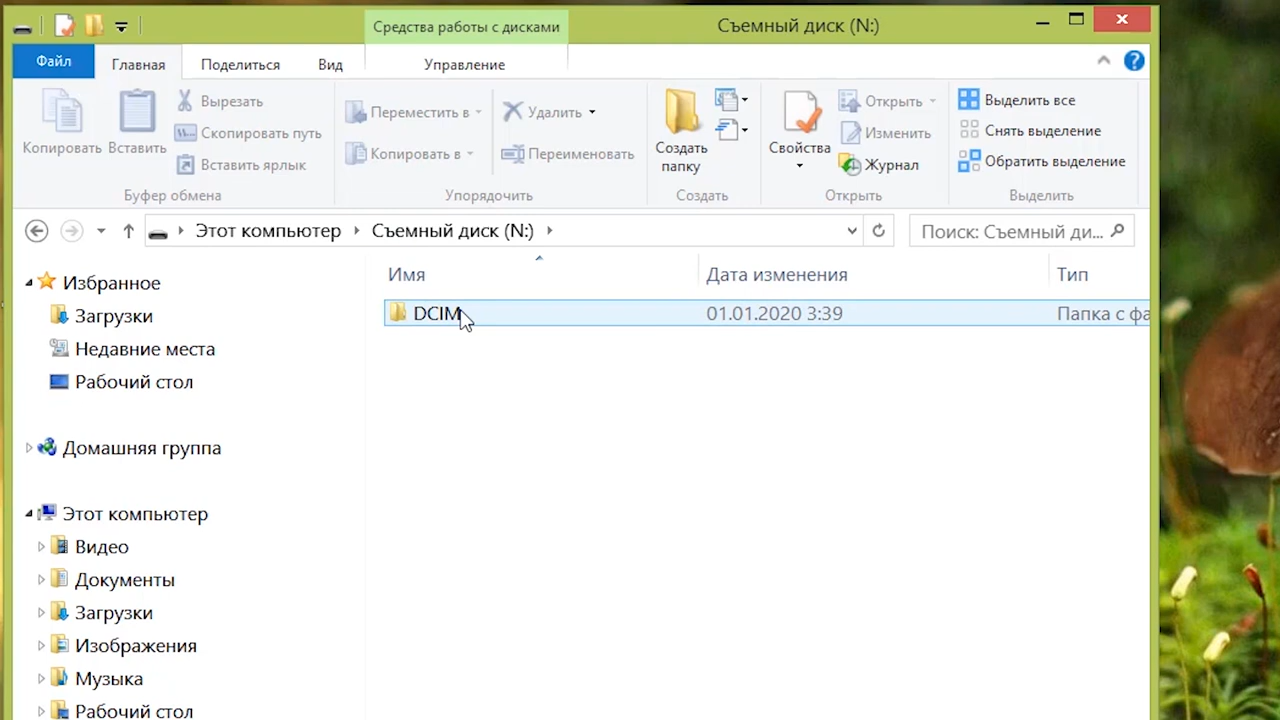 Средства работы с дисками
Съемный диск (N:)
Файл
Главная
Поделиться
Вид
Управление
Копировать
Вставить
Вырезать
Скопировать путь
Вставить ярлык
Буфер обмена
Переместить в
Копировать в
Удалить
Переименовать
Упорядочить
Создать
папку
Создать
Свойства
Открыть
Изменить
Журнал
Открыть
Выделить все
Снять выделение
Обратить выделение
Выделить
Этот компьютер
Съемный диск (N:)
Поиск: Съемный ди...
Имя
Дата изменения
Тип
DCIM
01.01.2020 3:39
Папка с фа
Избранное
Загрузки
Недавние места
Рабочий стол
Домашняя группа
Этот компьютер
Видео
Документы
Загрузки
Изображения
Музыка
Рабочий стол